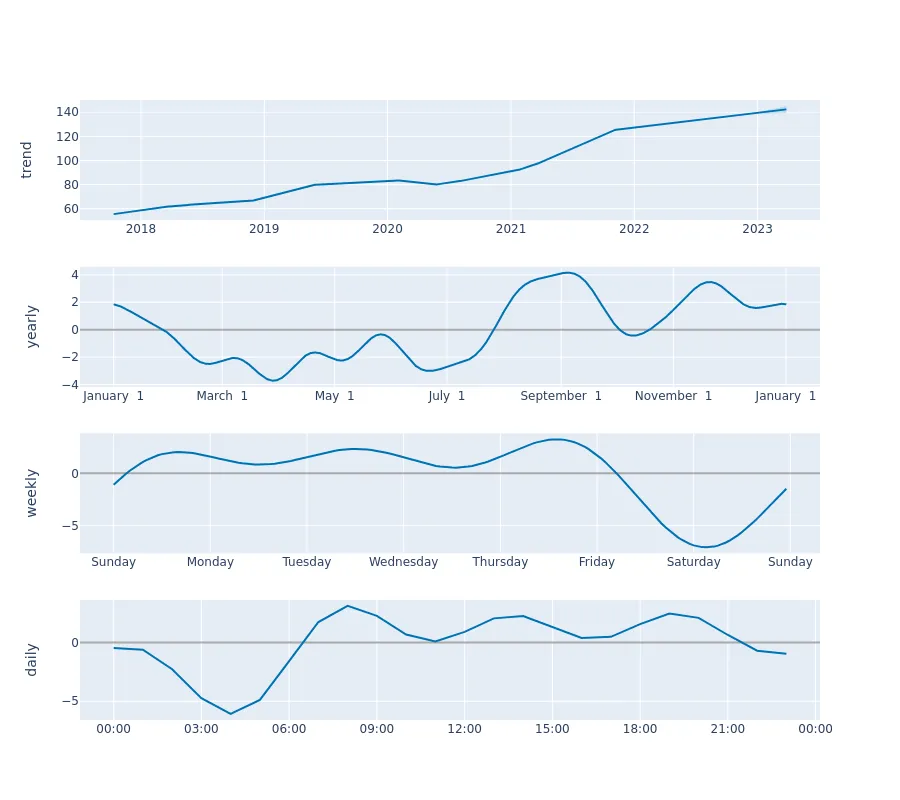 trend
140
120
100
80
60
2018 2019 2020 2021 2022 2023
yearly
4
2
0
−2
−4
January 1 March 1 May 1 July 1 September 1 November 1 January 1
weekly
0
−5
Sunday Monday Tuesday Wednesday Thursday Friday Saturday Sunday
daily
0
−5
00:00 03:00 06:00 09:00 12:00 15:00 18:00 21:00 00:00